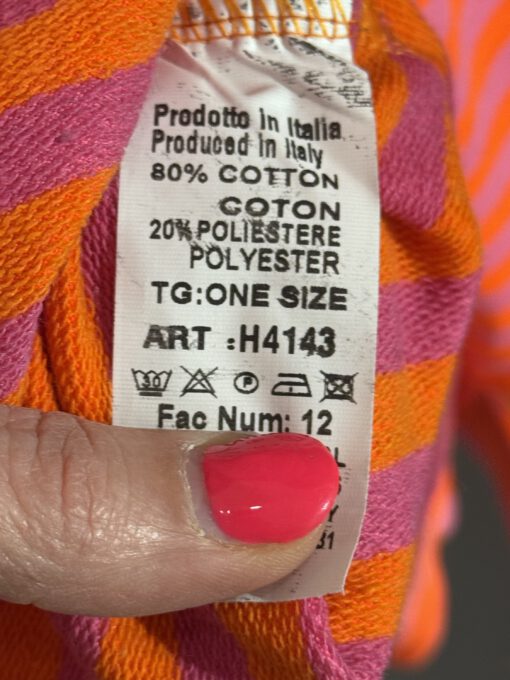 Prodotto in Italia
Produced in Italy
80% COTTON
COTON
20% POLIESTERE
POLYESTER
TG:ONE SIZE
ART :H4143
30 P
Fac Num: 12